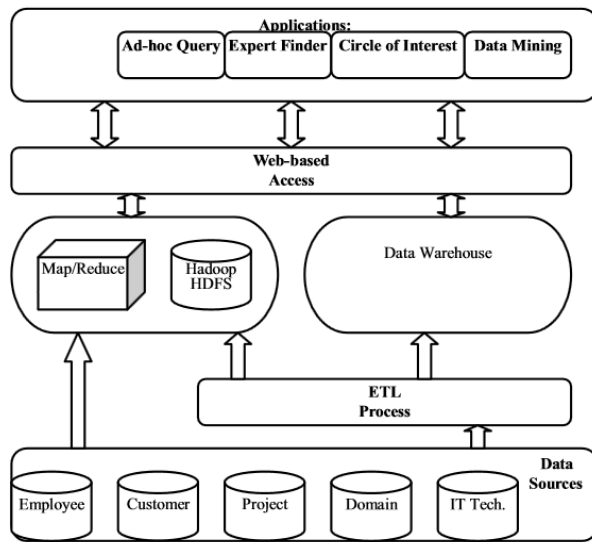 Applications:
Ad-hoc Query
Expert Finder
Circle of Interest
Data Mining
Web-based
Access
Map/Reduce
Hadoop
HDFS
Data Warehouse
ETL
Process
Data
Sources
Employee
Customer
Project
Domain
IT Tech.